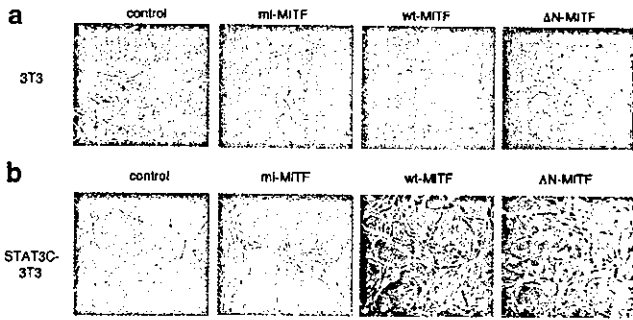 a
control mi-MITF wt-MITF ΔN-MITF
3T3
b
control mi-MITF wt-MITF ΔN-MITF
STAT3C-
3T3